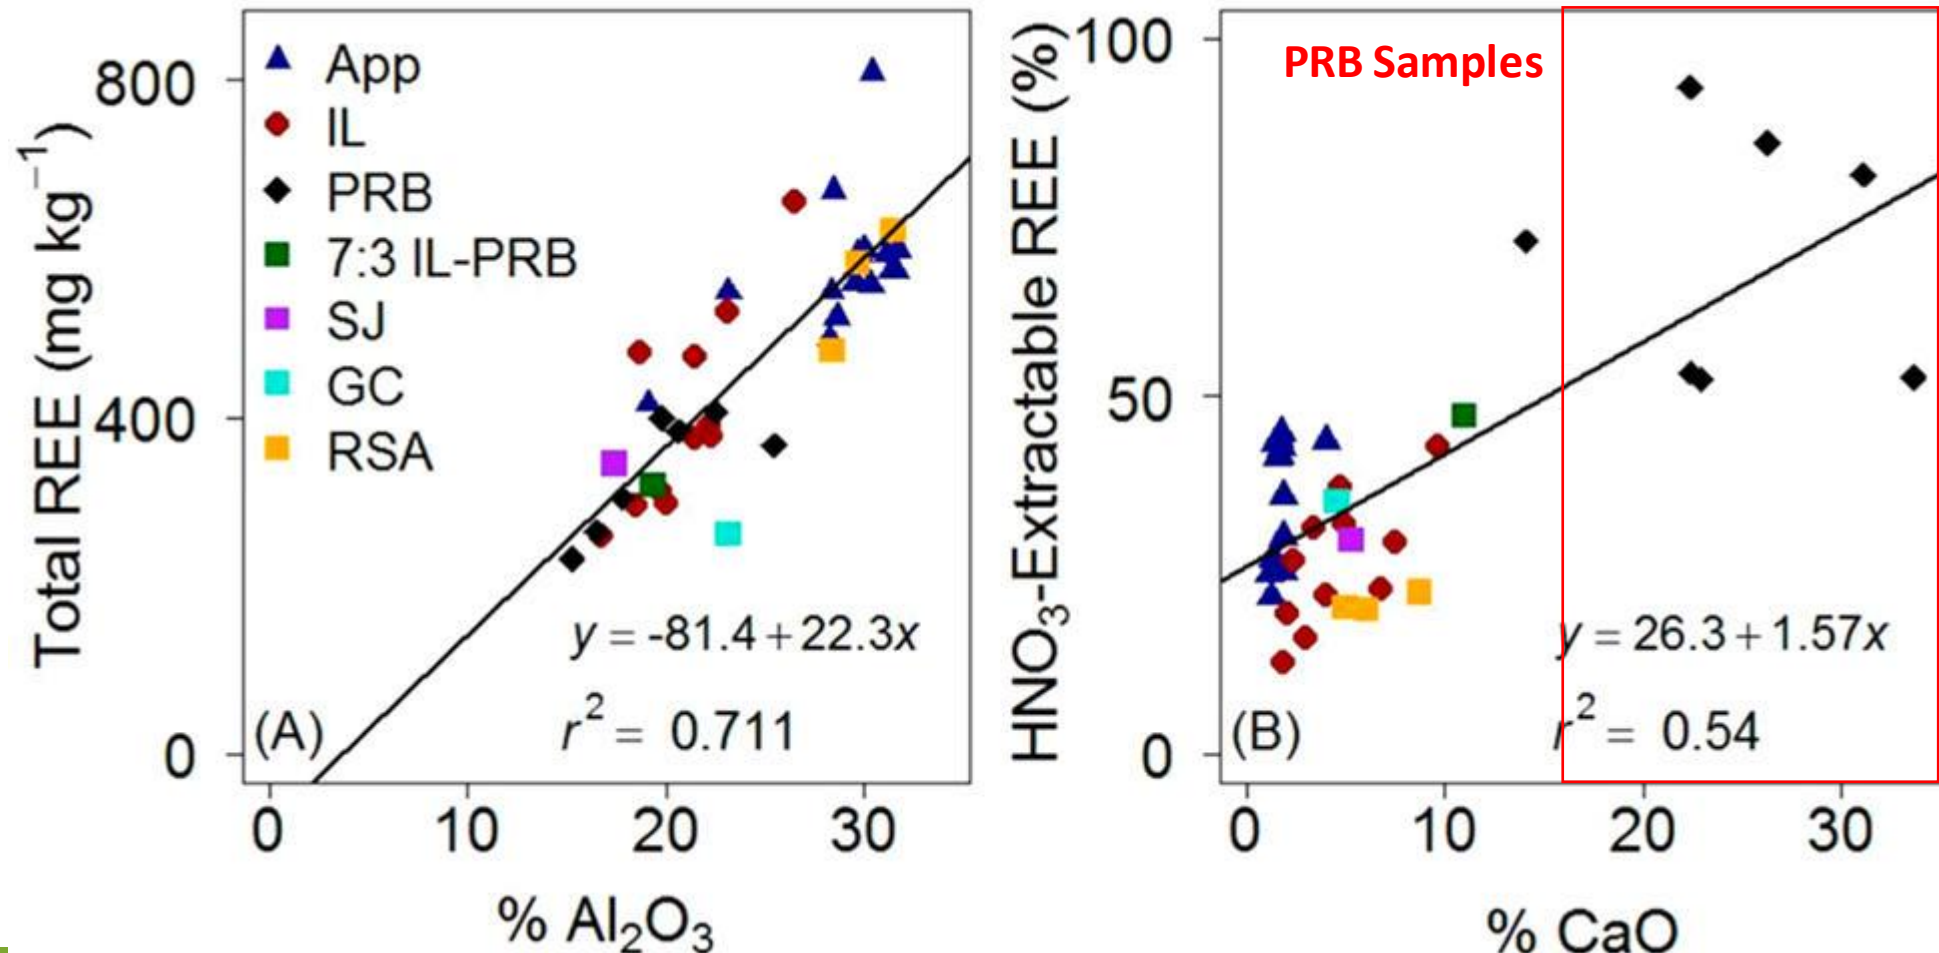 Total REE (mg kg⁻¹)
800
400
0
App
IL
PRB
7:3 IL-PRB
SJ
GC
RSA
y = -81.4+22.3x
r² = 0.711
(A)
0 10 20 30
% Al₂O₃
HNO₃-Extractable REE (%)
100
50
0
PRB Samples
y = 26.3+1.57x
r² = 0.54
(B)
0 10 20 30
% CaO